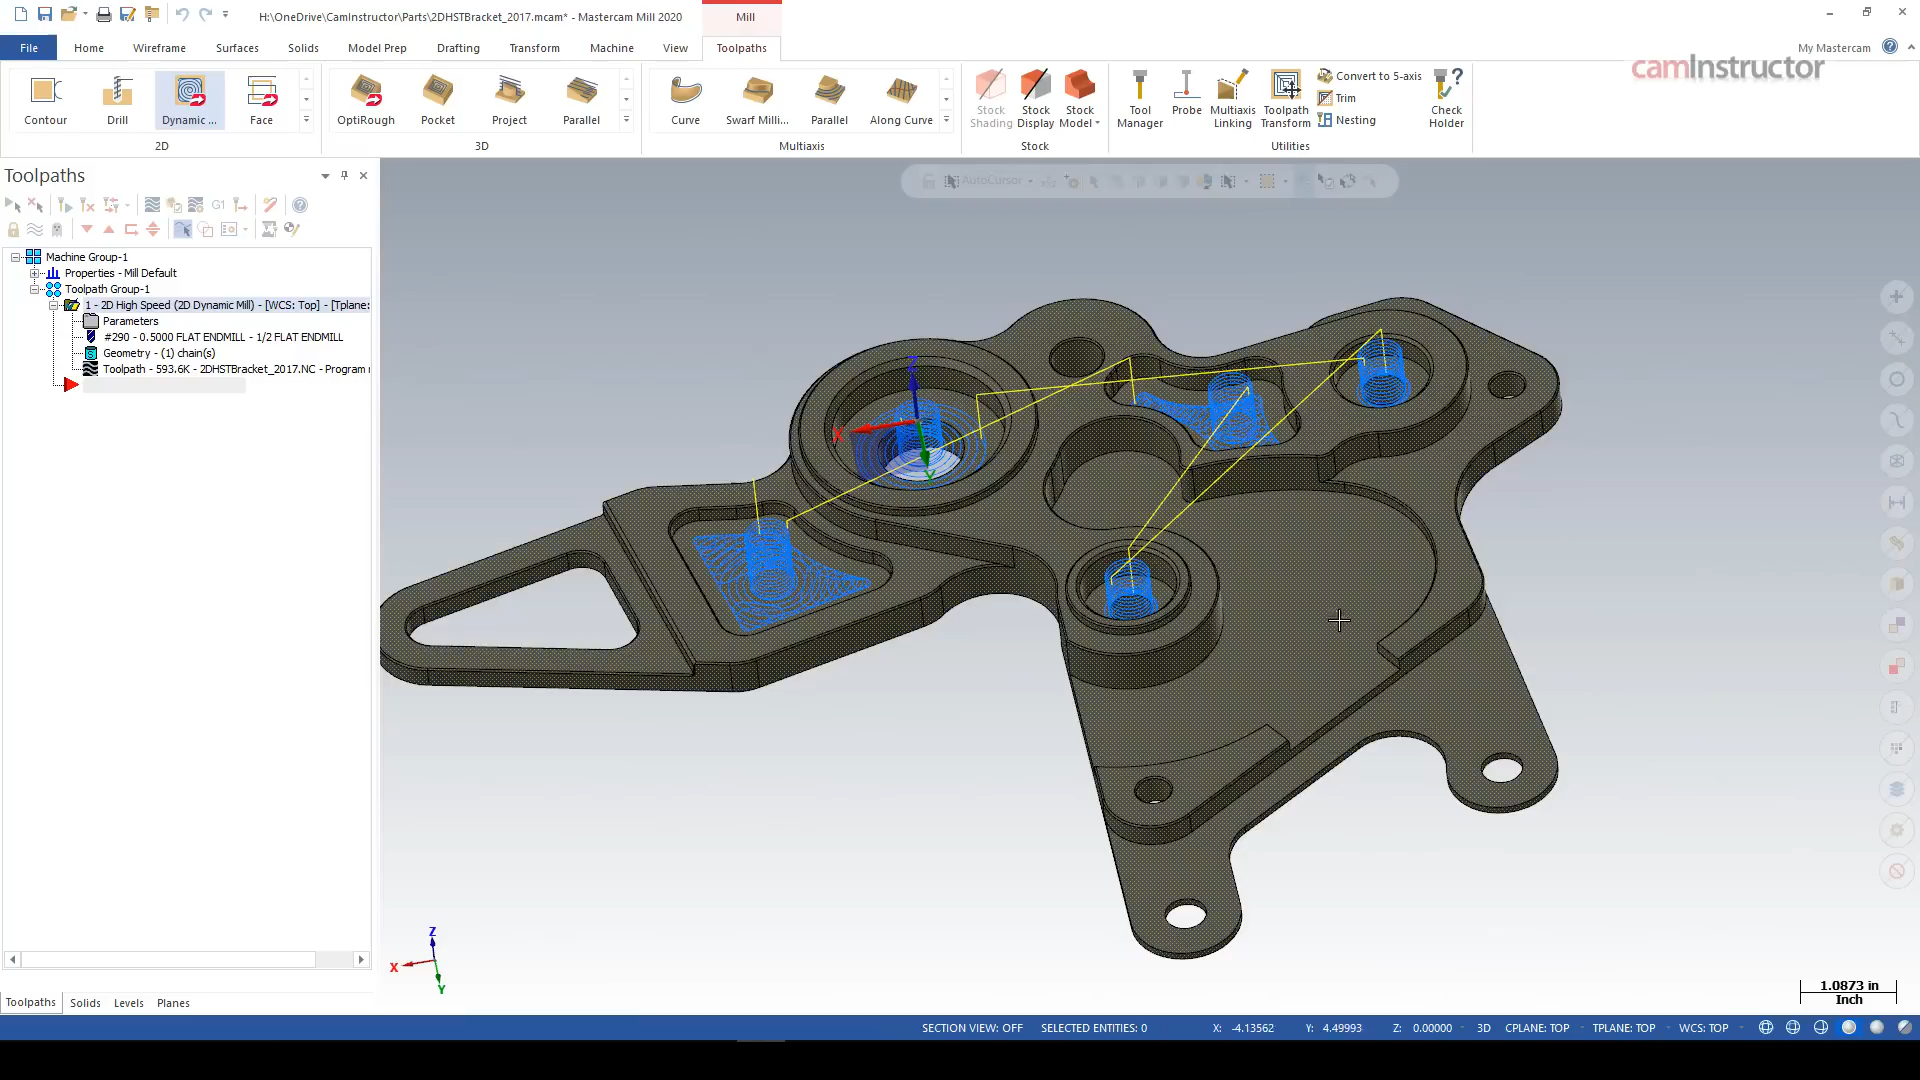 H:\OneDrive\CamInstructor\Parts\2DHSTBracket_2017.mcam* - Mastercam Mill 2020
Mill
File Home Wireframe Surfaces Solids Model Prep Drafting Transform Machine View Toolpaths
My Mastercam
camInstructor
Contour Drill Dynamic ... Face
OptiRough Pocket Project Parallel
Curve Swarf Milli... Parallel Along Curve
Stock Shading
Stock Display
Stock Model
Tool Manager
Probe
Multiaxis Linking
Toolpath Transform
Convert to 5-axis
Trim
Nesting
Check Holder
2D 3D Multiaxis Stock Utilities
Toolpaths
AutoCursor
G1
Machine Group-1
Properties - Mill Default
Toolpath Group-1
1 - 2D High Speed (2D Dynamic Mill) - [WCS: Top] - [Tplane:
Parameters
#290 - 0.5000 FLAT ENDMILL - 1/2 FLAT ENDMILL
Geometry - (1) chain(s)
Toolpath - 593.6K - 2DHSTBracket_2017.NC - Program
Z
X
Y
Z
X
Y
1.0873 in
Inch
Toolpaths Solids Levels Planes
SECTION VIEW: OFF SELECTED ENTITIES: 0 X: -4.13562 Y: 4.49993 Z: 0.00000 3D CPLANE: TOP TPLANE: TOP WCS: TOP